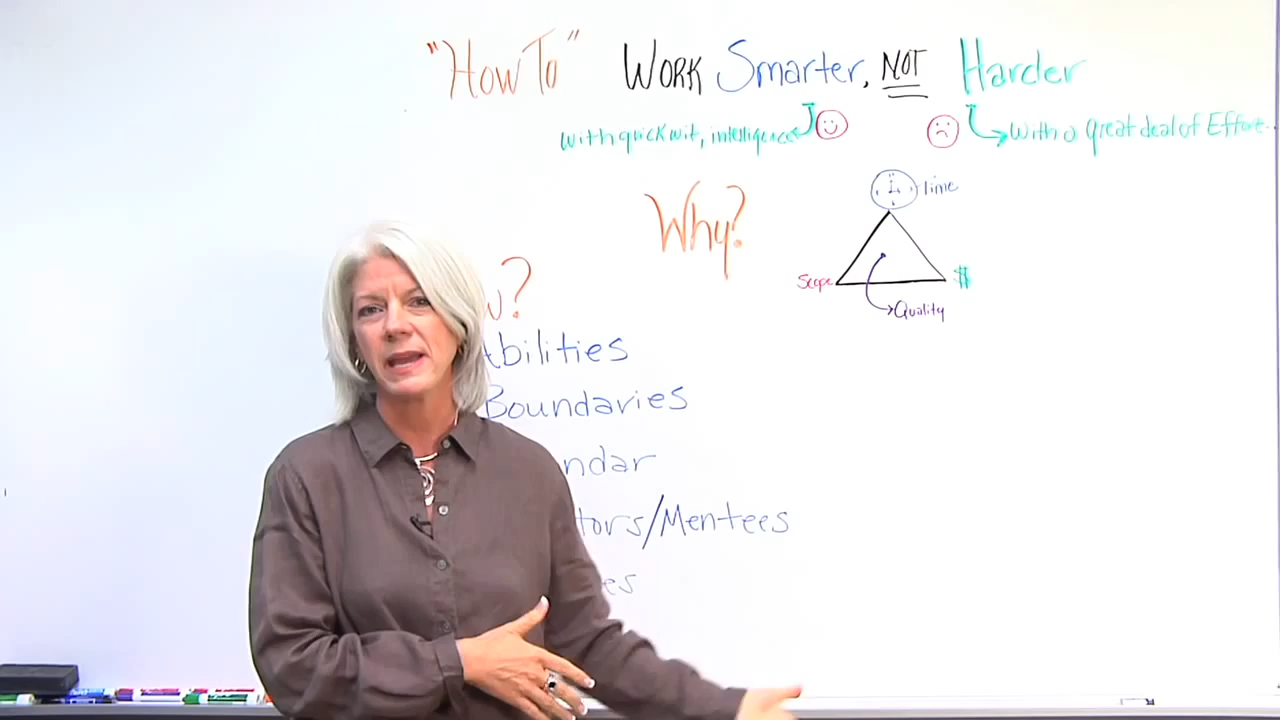 "How To" Work Smarter, NOT Harder
with quick wit, intelligence
With a great deal of Effort..
Time
Why?
Scope
$
Quality
?
Abilities
Boundaries
ndar
tors/Mentees
es